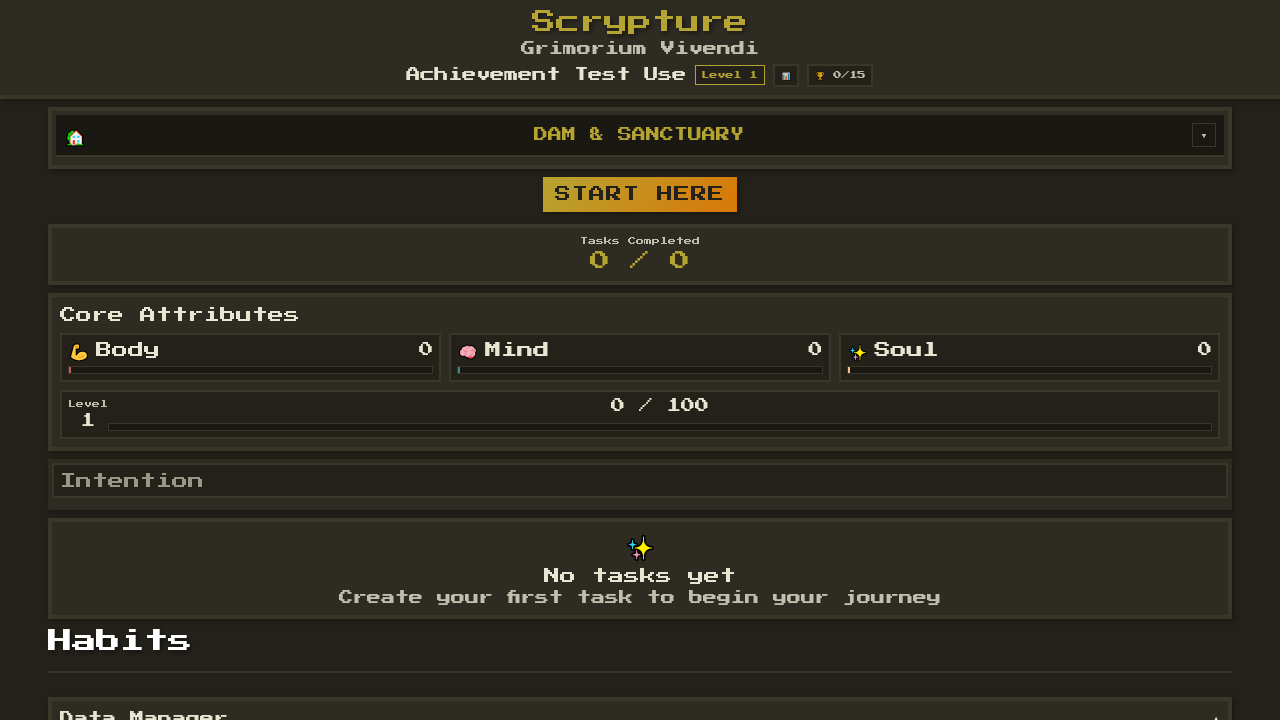 Scrypture
Grimorium Vivendi
Achievement Test Use Level 1 0/15
DAM & SANCTUARY
START HERE
Tasks Completed
0 / 0
Core Attributes
Body 0 Mind 0 Soul 0
Level 0 / 100
1
Intention
No tasks yet
Create your first task to begin your journey
Habits
Data Manager